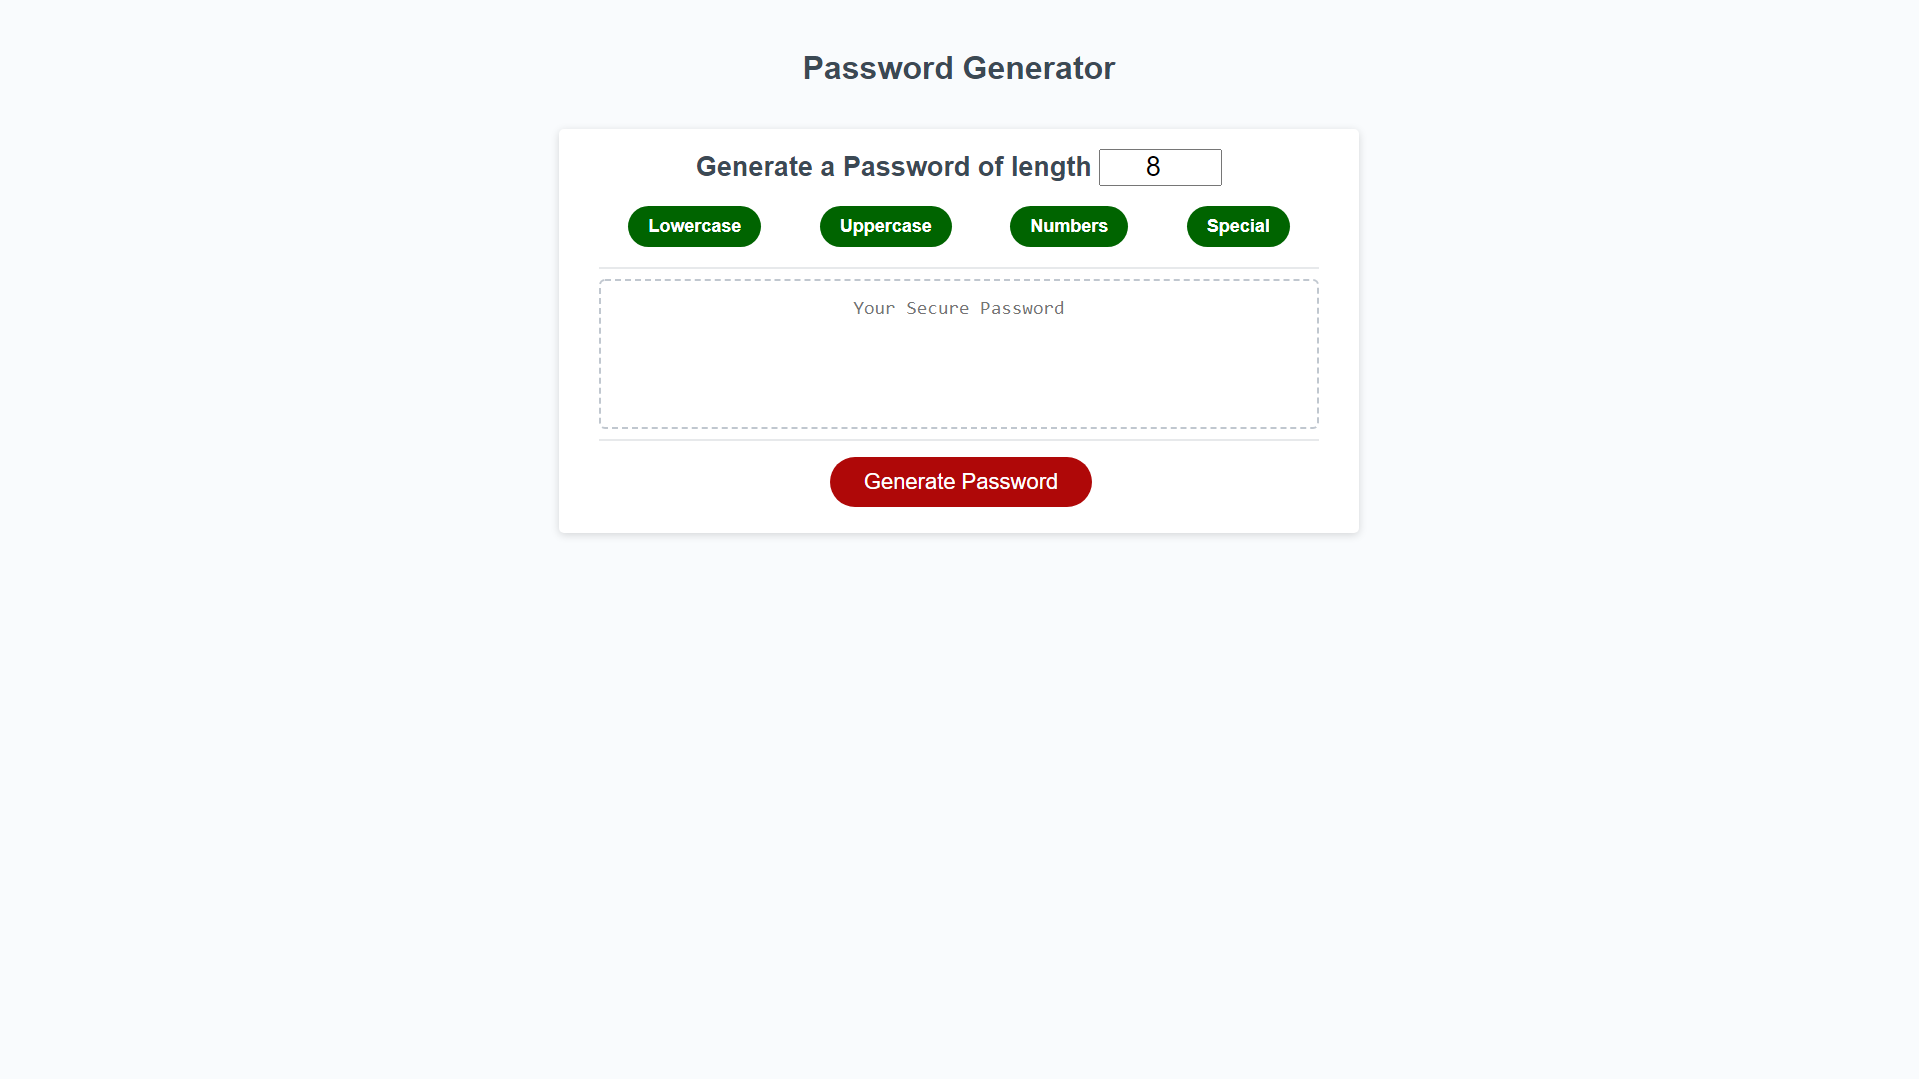 Password Generator
Generate a Password of length 8
Lowercase Uppercase Numbers Special
Your Secure Password
Generate Password